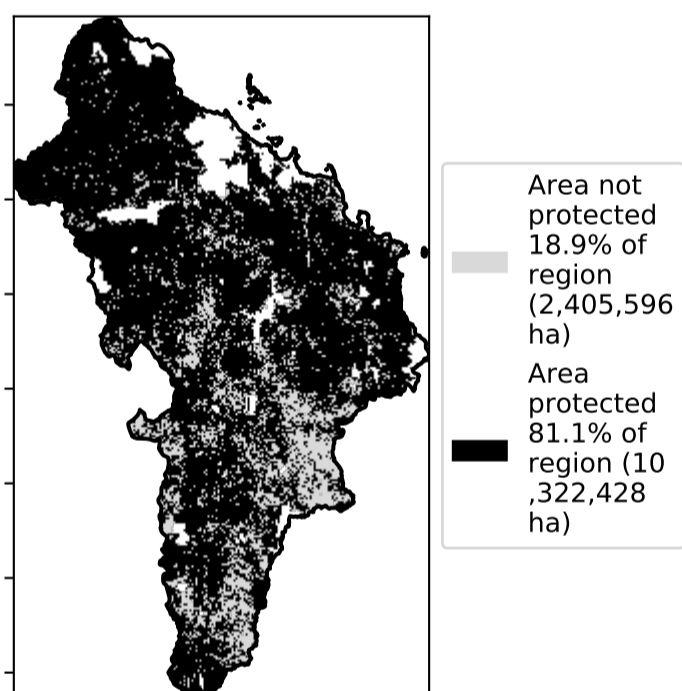 Area not
protected
18.9% of
region
(2,405,596
ha)
Area
protected
81.1% of
region (10
,322,428
ha)